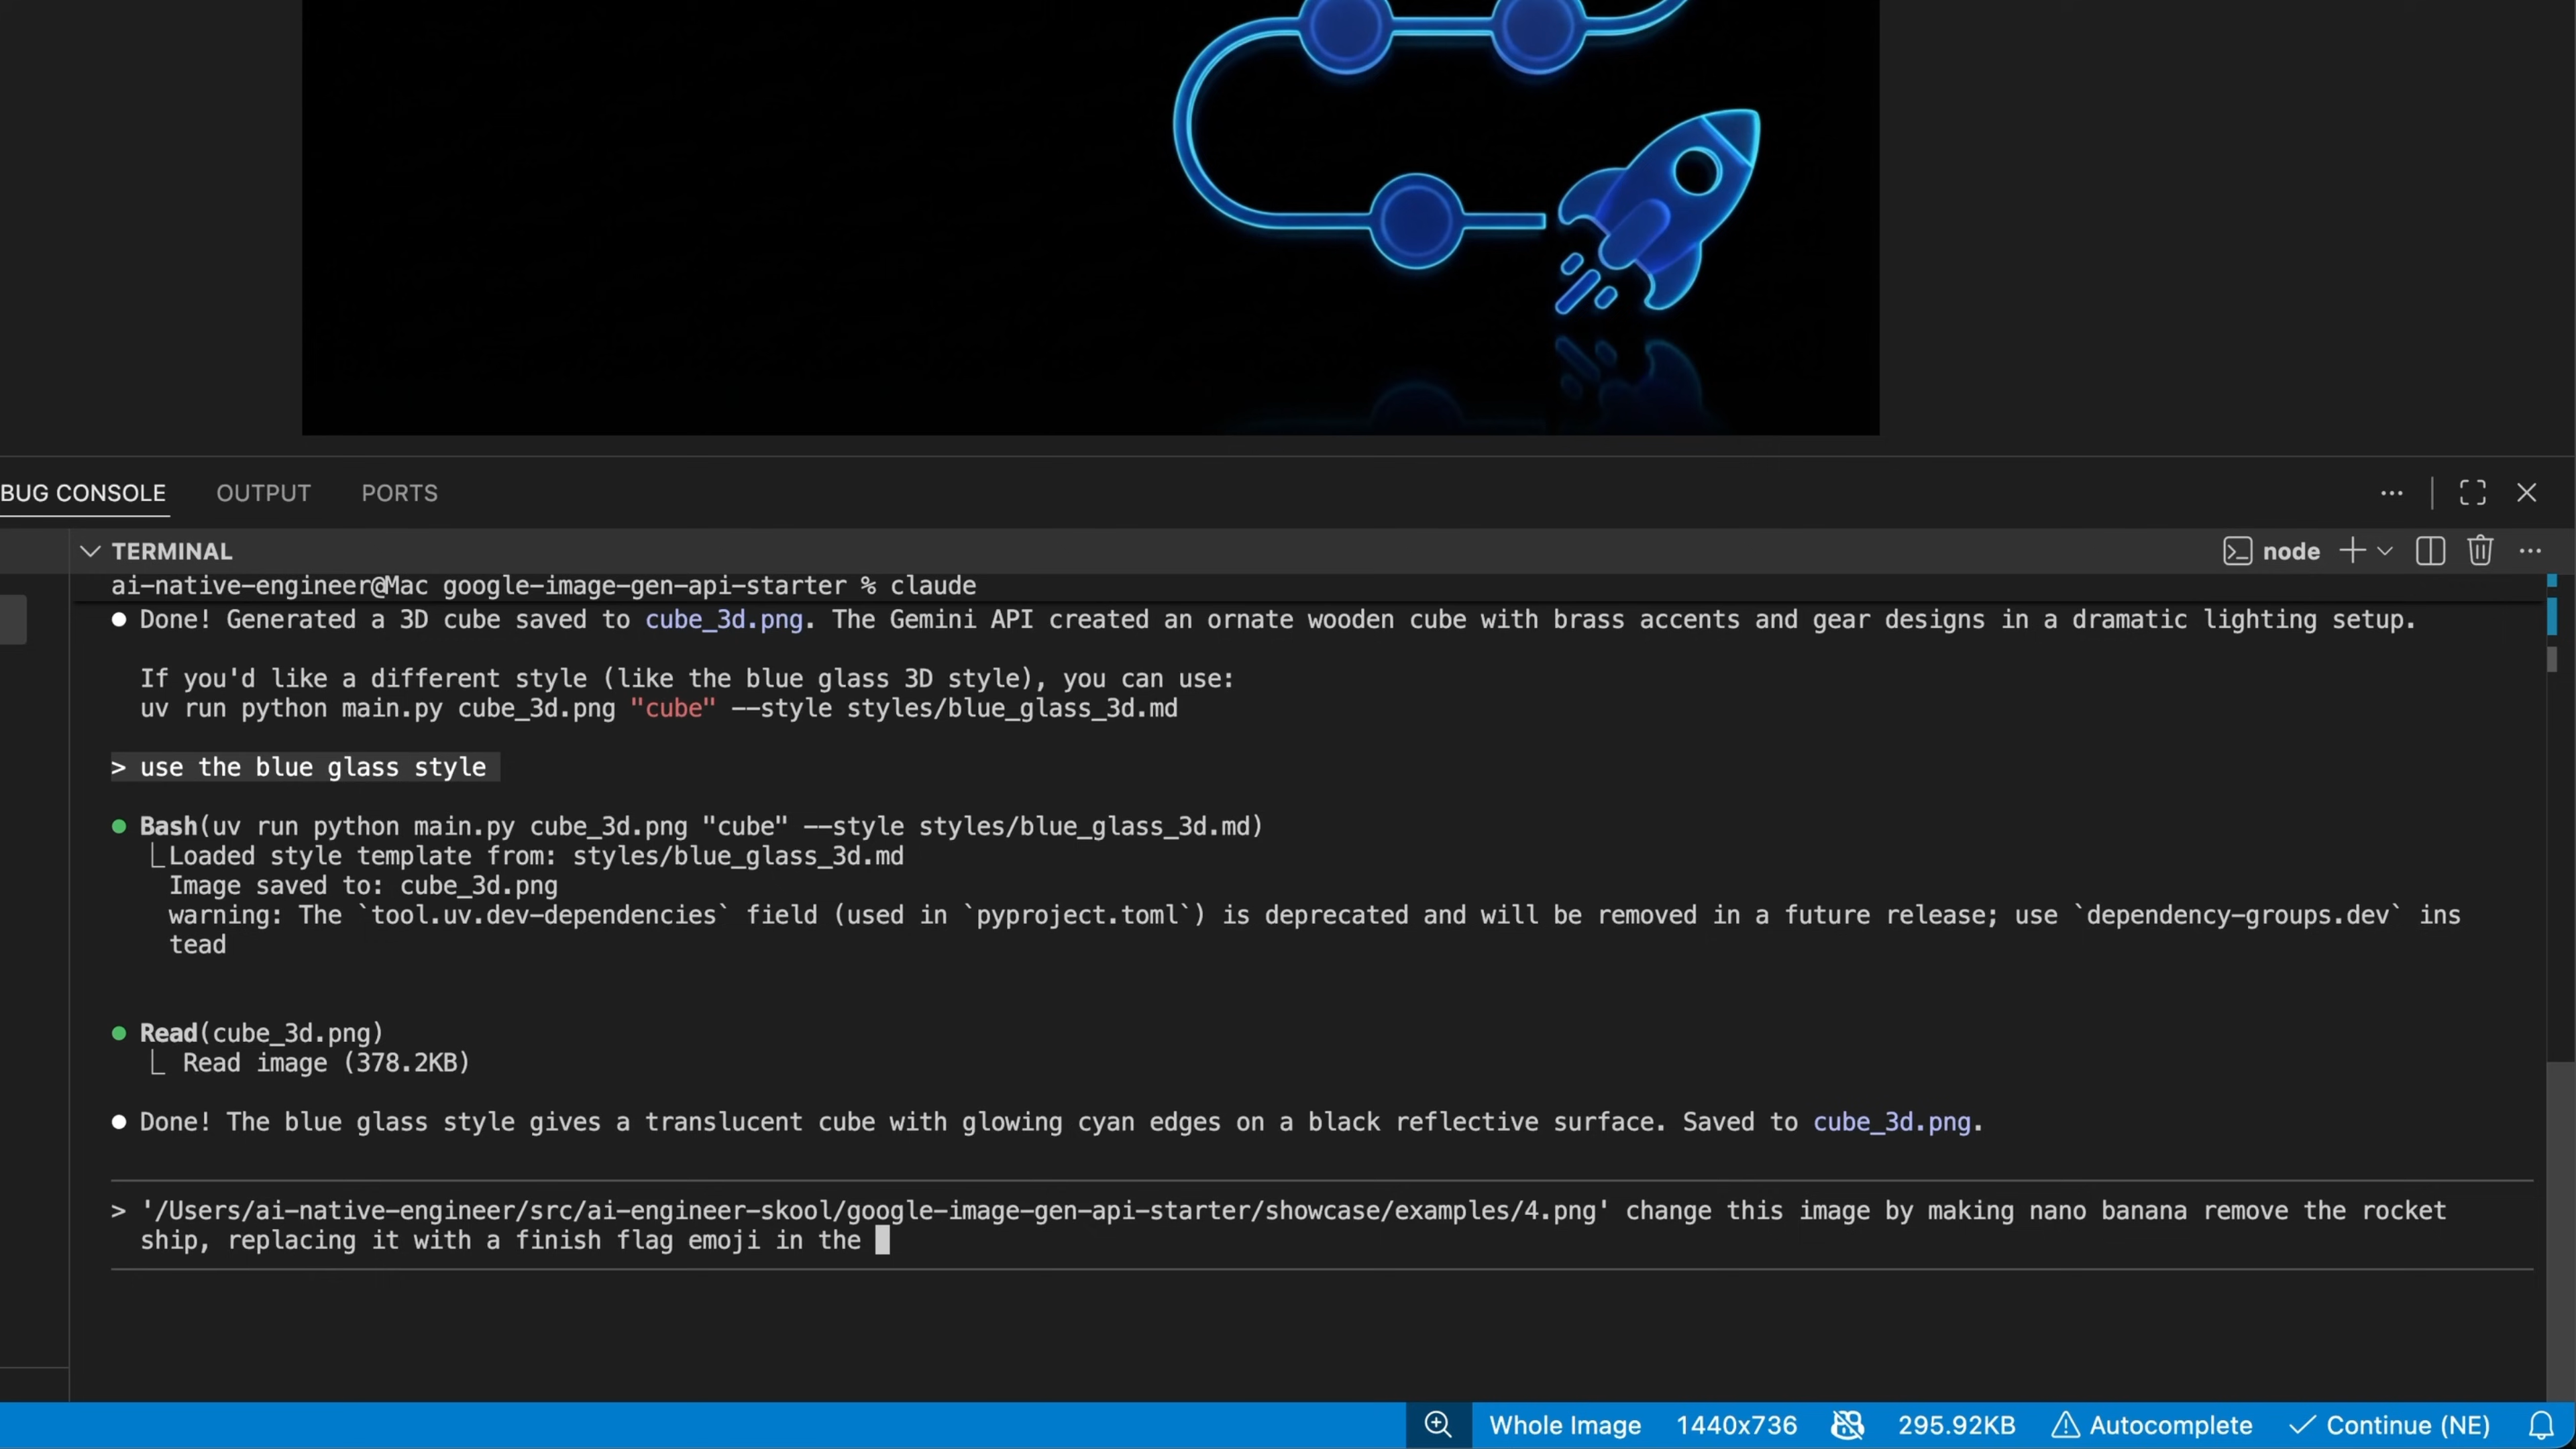 BUG CONSOLE OUTPUT PORTS
TERMINAL node
ai-native-engineer@Mac google-image-gen-api-starter % claude
Done! Generated a 3D cube saved to cube_3d.png. The Gemini API created an ornate wooden cube with brass accents and gear designs in a dramatic lighting setup.
If you'd like a different style (like the blue glass 3D style), you can use:
uv run python main.py cube_3d.png "cube" --style styles/blue_glass_3d.md
> use the blue glass style
Bash(uv run python main.py cube_3d.png "cube" --style styles/blue_glass_3d.md)
Loaded style template from: styles/blue_glass_3d.md
Image saved to: cube_3d.png
warning: The `tool.uv.dev-dependencies` field (used in `pyproject.toml`) is deprecated and will be removed in a future release; use `dependency-groups.dev` ins
tead
Read(cube_3d.png)
Read image (378.2KB)
Done! The blue glass style gives a translucent cube with glowing cyan edges on a black reflective surface. Saved to cube_3d.png.
> '/Users/ai-native-engineer/src/ai-engineer-skool/google-image-gen-api-starter/showcase/examples/4.png' change this image by making nano banana remove the rocket
ship, replacing it with a finish flag emoji in the
Whole Image 1440x736 295.92KB Autocomplete Continue (NE)